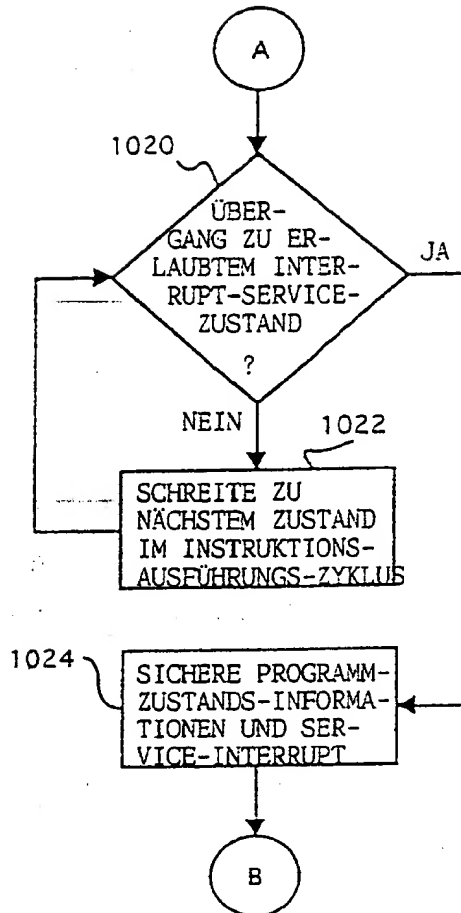 A
1020
ÜBER-
GANG ZU ER-
LAUBTEM INTER-
RUPT-SERVICE-
ZUSTAND
?
JA
NEIN
1022
SCHREITE ZU
NÄCHSTEM ZUSTAND
IM INSTRUKTIONS-
AUSFÜHRUNGS-ZYKLUS
1024
SICHERE PROGRAMM-
ZUSTANDS-INFORMA-
TIONEN UND SER-
VICE-INTERRUPT
B